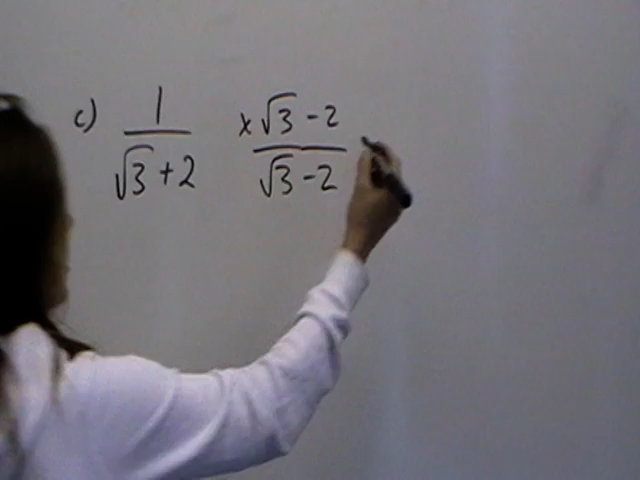 c) 1/(√3 + 2) × (√3 - 2)/(√3 - 2)